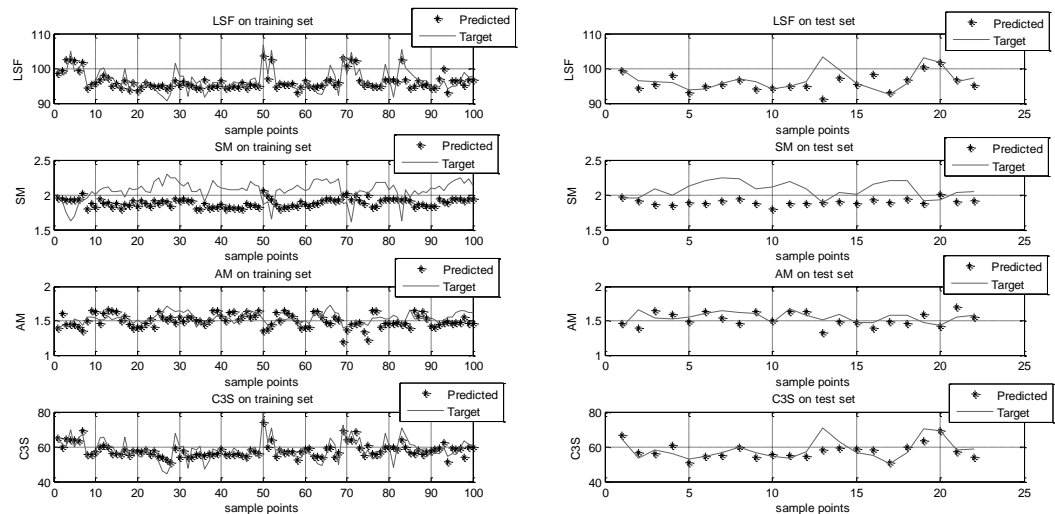 LSF on training set
Predicted
Target
110
100
90
LSF
0 10 20 30 40 50 60 70 80 90 100
sample points
SM on training set
Predicted
Target
2.5
2
1.5
SM
0 10 20 30 40 50 60 70 80 90 100
sample points
AM on training set
Predicted
Target
2
1.5
1
AM
0 10 20 30 40 50 60 70 80 90 100
sample points
C3S on training set
Predicted
Target
80
60
40
C3S
0 10 20 30 40 50 60 70 80 90 100
sample points
LSF on test set
Predicted
Target
110
100
90
LSF
0 5 10 15 20 25
sample points
SM on test set
Predicted
Target
2.5
2
1.5
SM
0 5 10 15 20 25
sample points
AM on test set
Predicted
Target
2
1.5
1
AM
0 5 10 15 20 25
sample points
C3S on test set
Predicted
Target
80
60
40
C3S
0 5 10 15 20 25
sample points